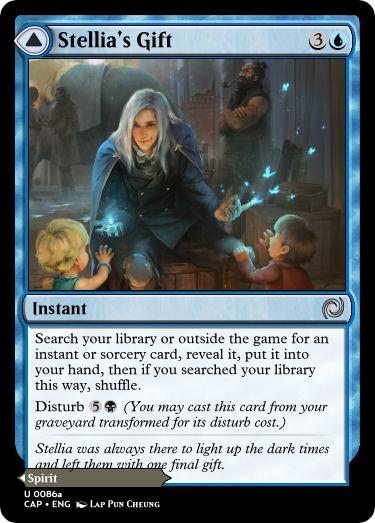 Stellia's Gift 3
Instant
Search your library or outside the game for an
instant or sorcery card, reveal it, put it into
your hand, then if you searched your library
this way, shuffle.
Disturb 5 (You may cast this card from your
graveyard transformed for its disturb cost.)
Stellia was always there to light up the dark times
and left them with one final gift.
Spirit
U 0086a
CAP • ENG Lap Pun Cheung